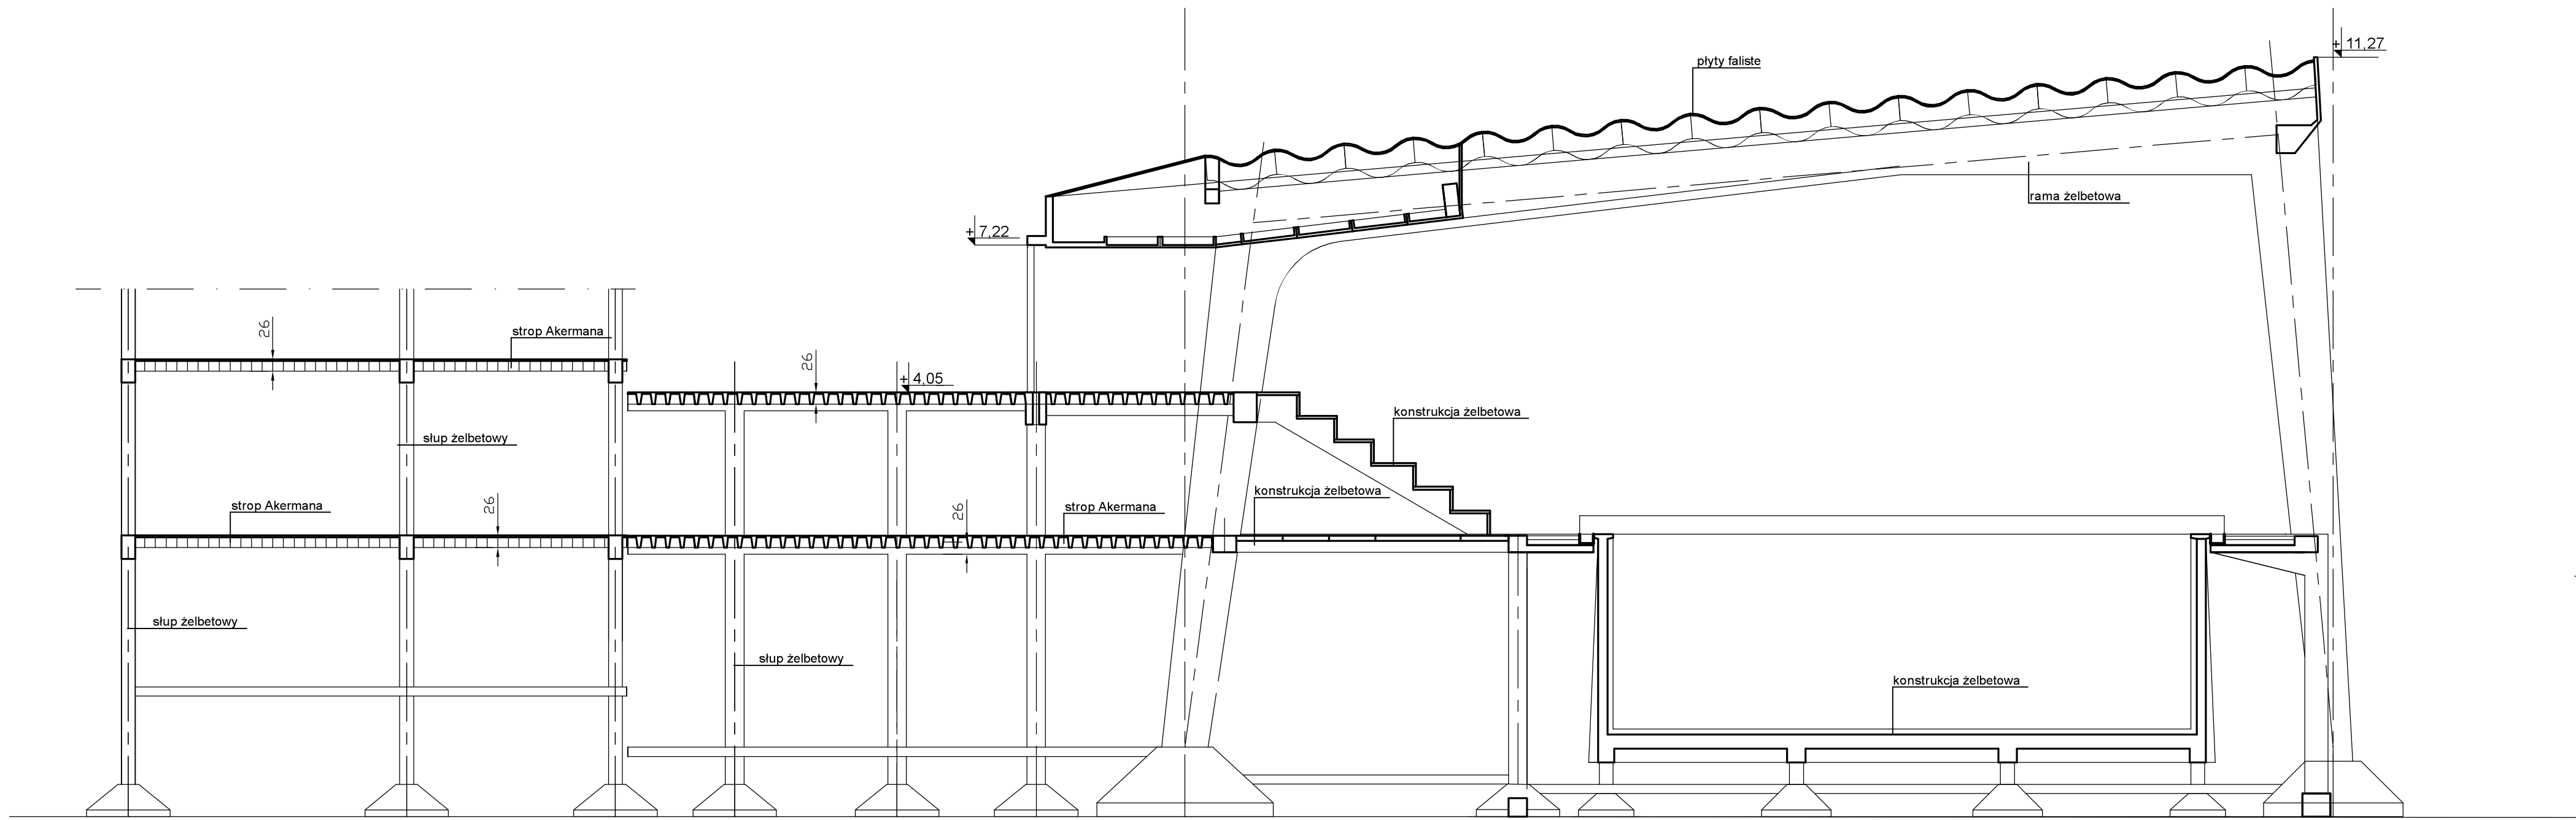 + 11,27
płyty faliste
rama żelbetowa
+ 7,22
26
strop Akermana
26
+ 4,05
konstrukcja żelbetowa
słup żelbetowy
konstrukcja żelbetowa
strop Akermana
26
26
strop Akermana
słup żelbetowy
słup żelbetowy
konstrukcja żelbetowa